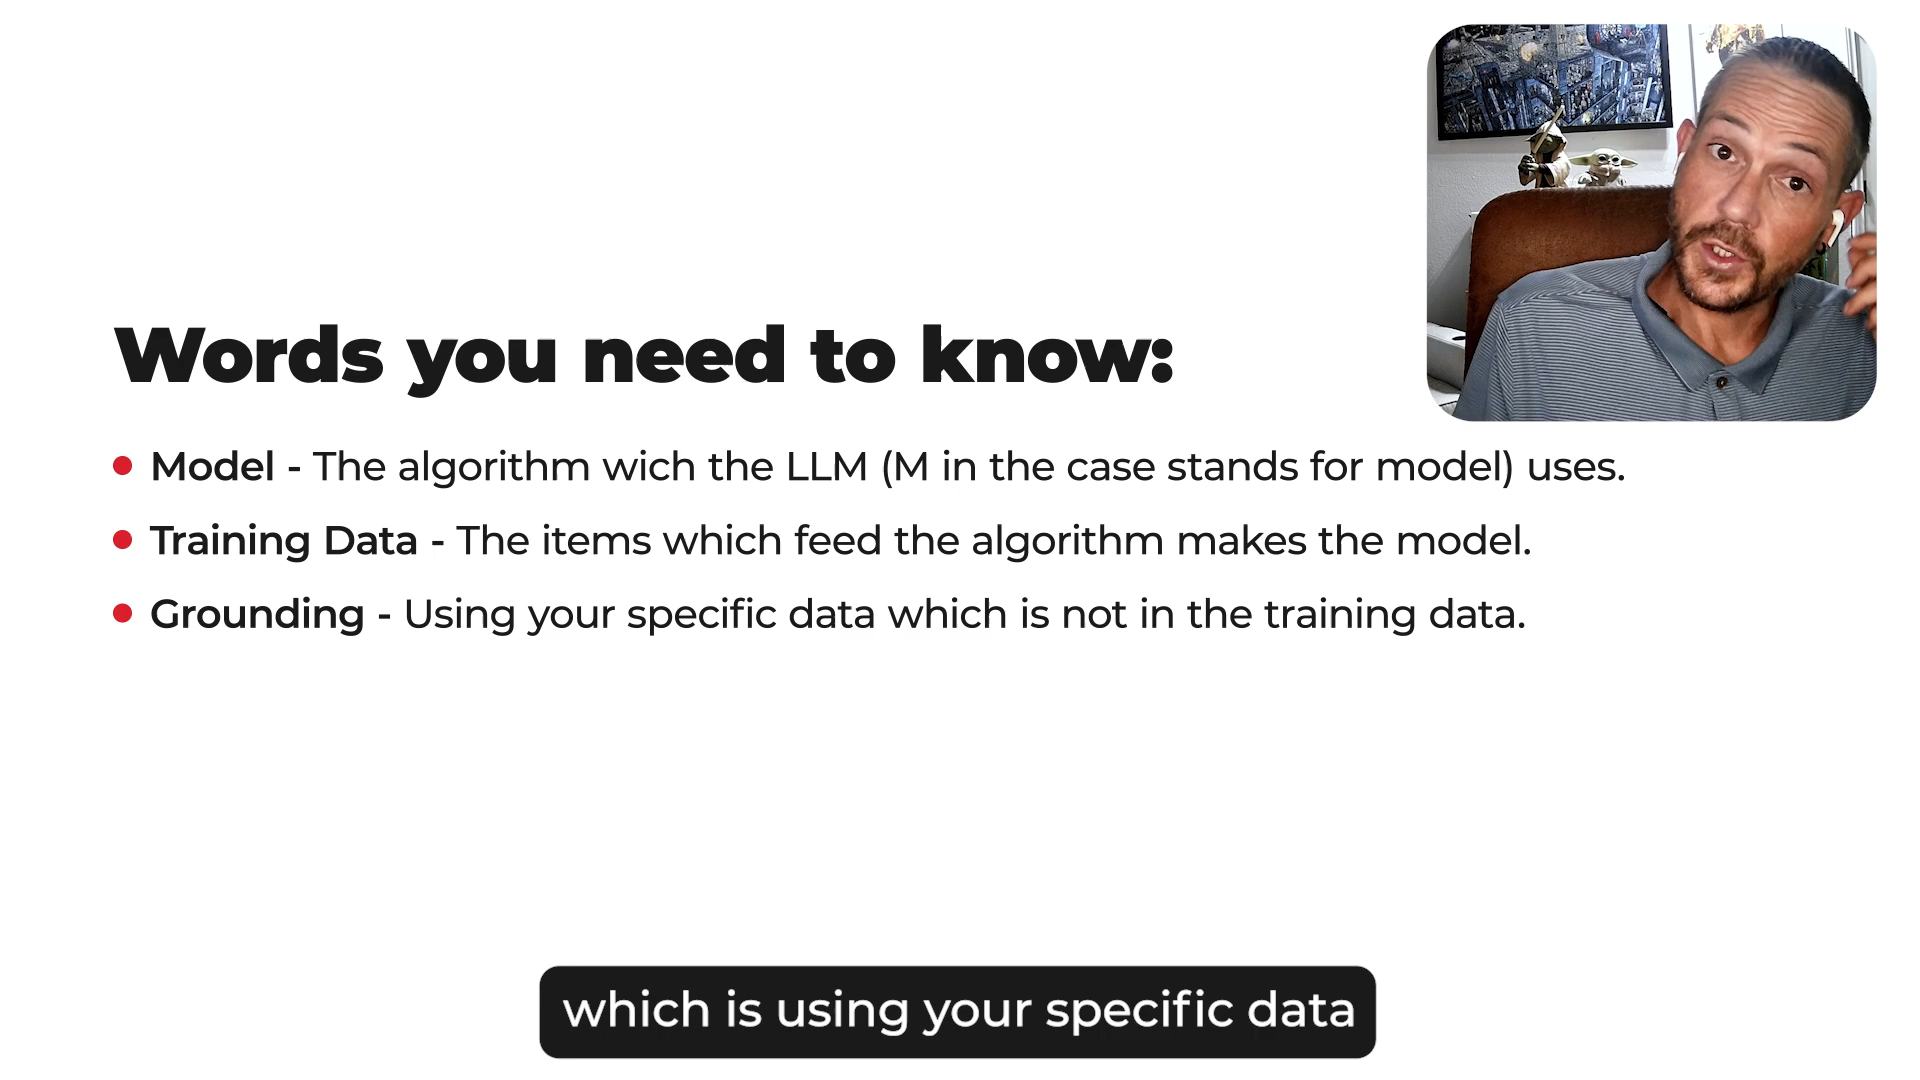 Words you need to know:
Model - The algorithm wich the LLM (M in the case stands for model) uses.
Training Data - The items which feed the algorithm makes the model.
Grounding - Using your specific data which is not in the training data.
which is using your specific data